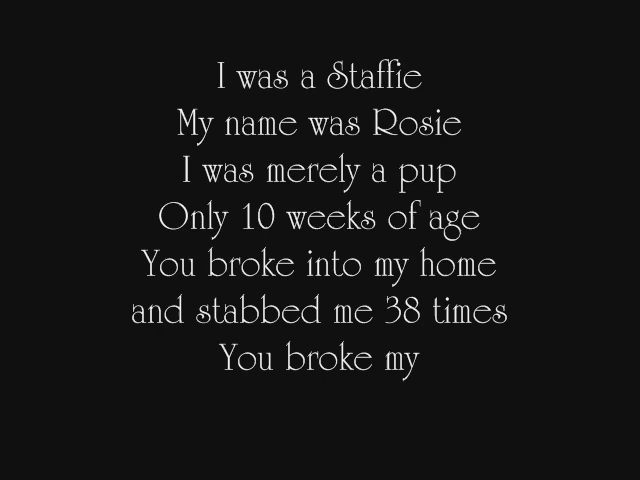 I was a Staffie
My name was Rosie
I was merely a pup
Only 10 weeks of age
You broke into my home
and stabbed me 38 times
You broke my